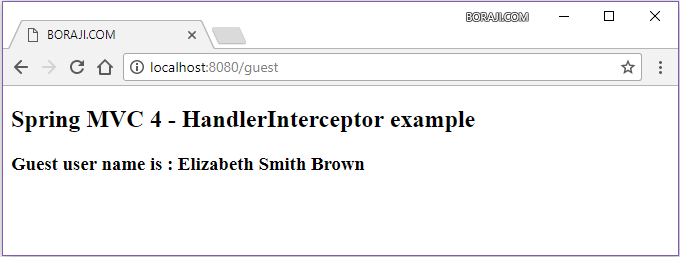 BORAJI.COM
BORAJI.COM
localhost:8080/guest
Spring MVC 4 - HandlerInterceptor example
Guest user name is : Elizabeth Smith Brown